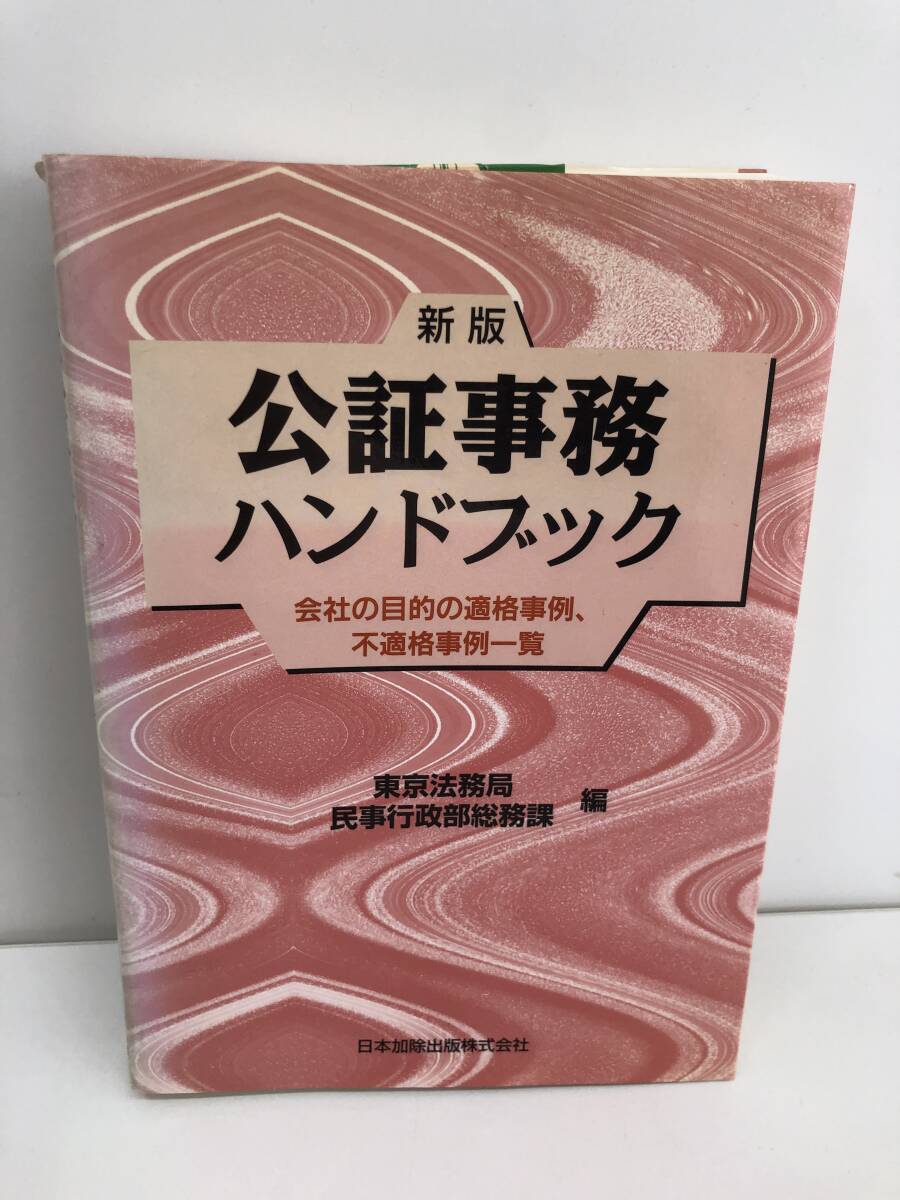 新版
公証事務
ハンドブック
会社の目的の適格事例、
不適格事例一覧
東京法務局
民事行政部総務課 編
日本加除出版株式会社